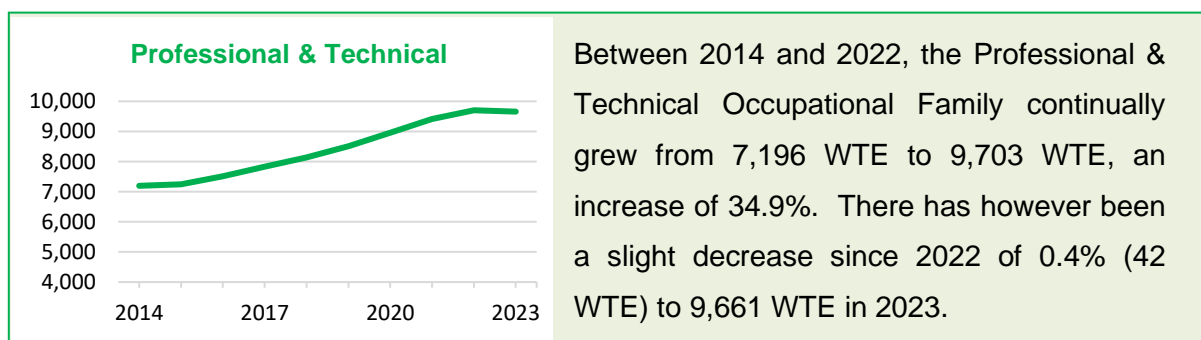 Professional & Technical
10,000
9,000
8,000
7,000
6,000
5,000
4,000
2014 2017 2020 2023
Between 2014 and 2022, the Professional &
Technical Occupational Family continually
grew from 7,196 WTE to 9,703 WTE, an
increase of 34.9%. There has however been
a slight decrease since 2022 of 0.4% (42
WTE) to 9,661 WTE in 2023.